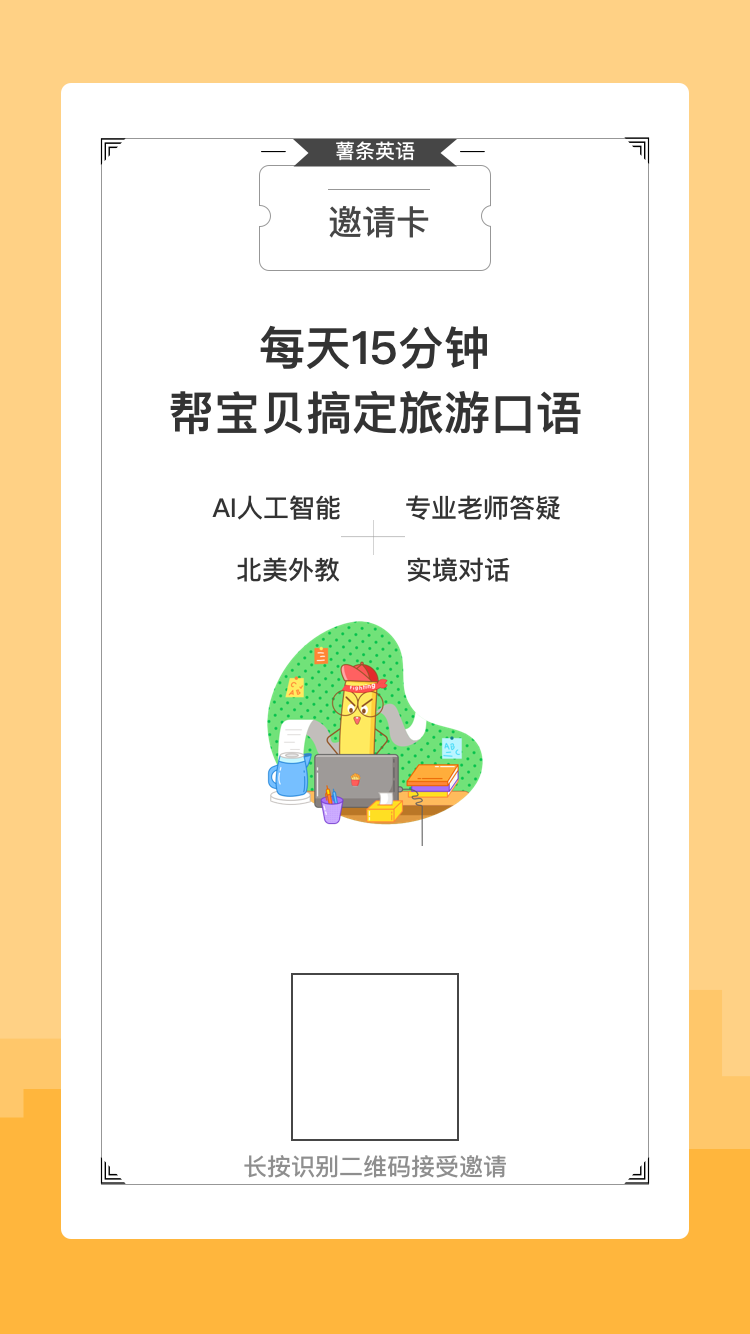 薯条英语
邀请卡
每天15分钟
帮宝贝搞定旅游口语
AI人工智能
专业老师答疑
北美外教
实境对话
fighting
长按识别二维码接受邀请